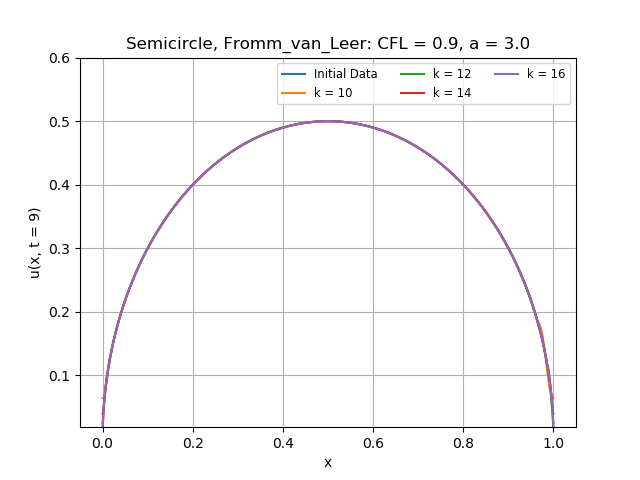 Semicircle, Fromm_van_Leer: CFL = 0.9, a = 3.0
Initial Data
k = 10
k = 12
k = 14
k = 16
u(x, t = 9)
0.6
0.5
0.4
0.3
0.2
0.1
0.0 0.2 0.4 0.6 0.8 1.0
x